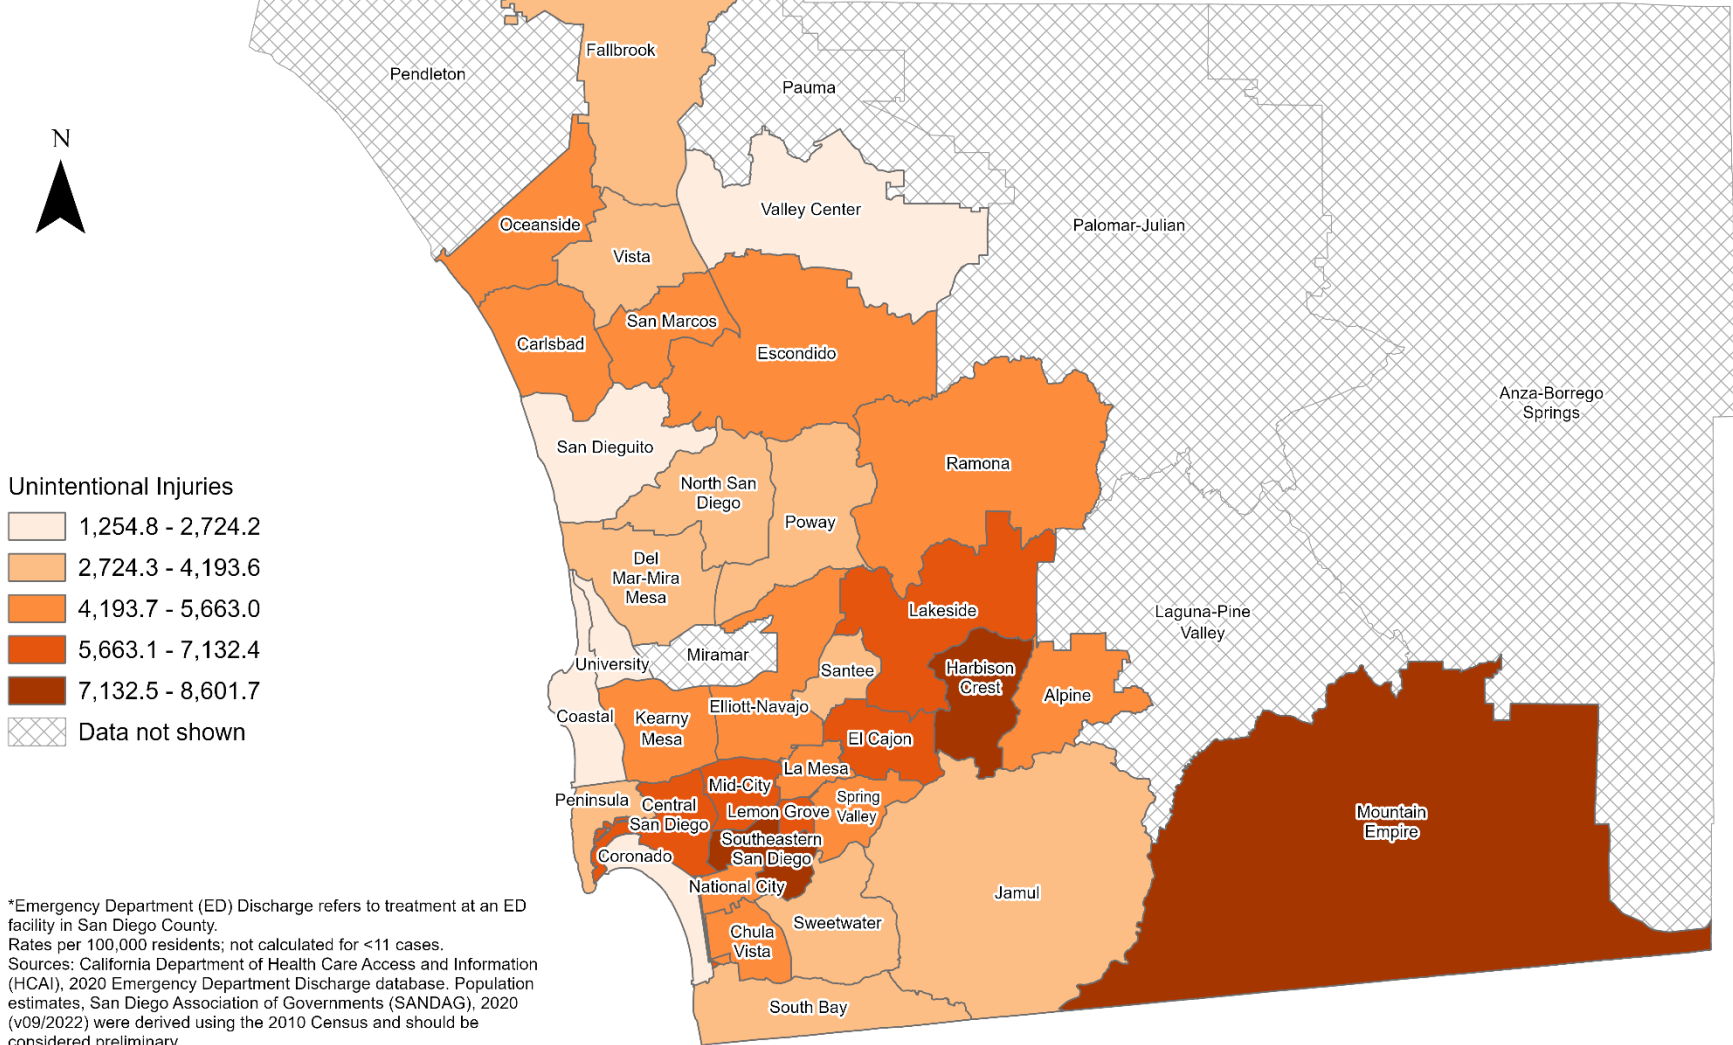 Fallbrook
Pendleton
Pauma
N
Valley Center
Oceanside
Palomar-Julian
Vista
San Marcos
Carlsbad
Escondido
Anza-Borrego
Springs
San Dieguito
Ramona
North San
Diego
Poway
Del
Mar-Mira
Mesa
Lakeside
Laguna-Pine
Valley
Miramar
University
Santee
Harbison
Crest
Alpine
Elliott-Navajo
Coastal
Kearny
Mesa
El Cajon
La Mesa
Mid-City
Peninsula
Central
San Diego
Spring
Valley
Lemon Grove
Mountain
Empire
Southeastern
San Diego
Coronado
National City
Jamul
Sweetwater
Chula
Vista
South Bay
Unintentional Injuries
1,254.8 - 2,724.2
2,724.3 - 4,193.6
4,193.7 - 5,663.0
5,663.1 - 7,132.4
7,132.5 - 8,601.7
Data not shown
*Emergency Department (ED) Discharge refers to treatment at an ED
facility in San Diego County.
Rates per 100,000 residents; not calculated for <11 cases.
Sources: California Department of Health Care Access and Information
(HCAI), 2020 Emergency Department Discharge database. Population
estimates, San Diego Association of Governments (SANDAG), 2020
(v09/2022) were derived using the 2010 Census and should be
considered preliminary